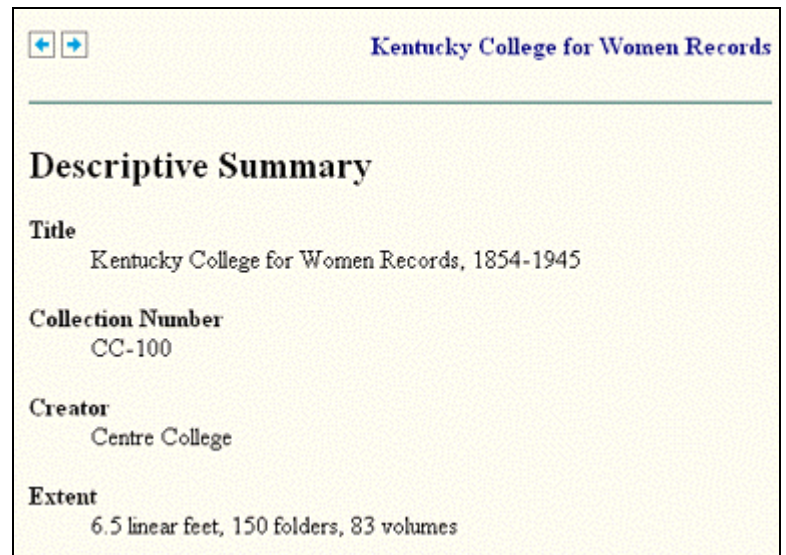 Kentucky College for Women Records
Descriptive Summary
Title
Kentucky College for Women Records, 1854-1945
Collection Number
CC-100
Creator
Centre College
Extent
6.5 linear feet, 150 folders, 83 volumes